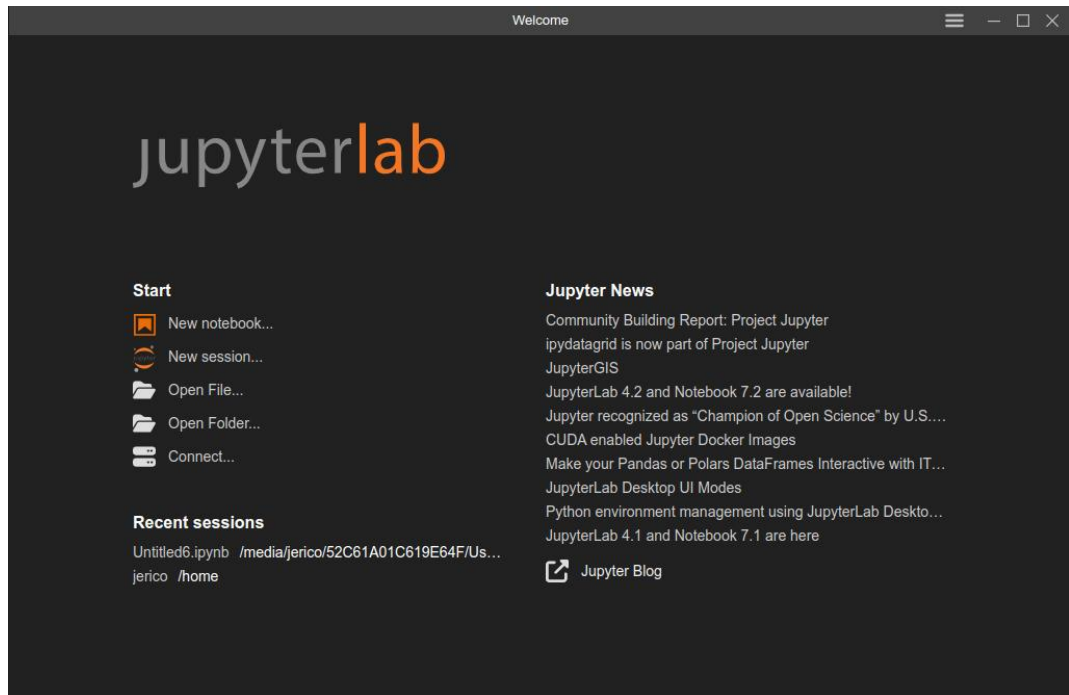 Welcome
jupyterlab
Start
New notebook...
New session...
Open File...
Open Folder...
Connect...
Recent sessions
Untitled6.ipynb /media/jerico/52C61A01C619E64F/Us…
jerico /home
Jupyter News
Community Building Report: Project Jupyter
ipydatagrid is now part of Project Jupyter
JupyterGIS
JupyterLab 4.2 and Notebook 7.2 are available!
Jupyter recognized as “Champion of Open Science” by U.S.…
CUDA enabled Jupyter Docker Images
Make your Pandas or Polars DataFrames Interactive with IT…
JupyterLab Desktop UI Modes
Python environment management using JupyterLab Deskto…
JupyterLab 4.1 and Notebook 7.1 are here
Jupyter Blog